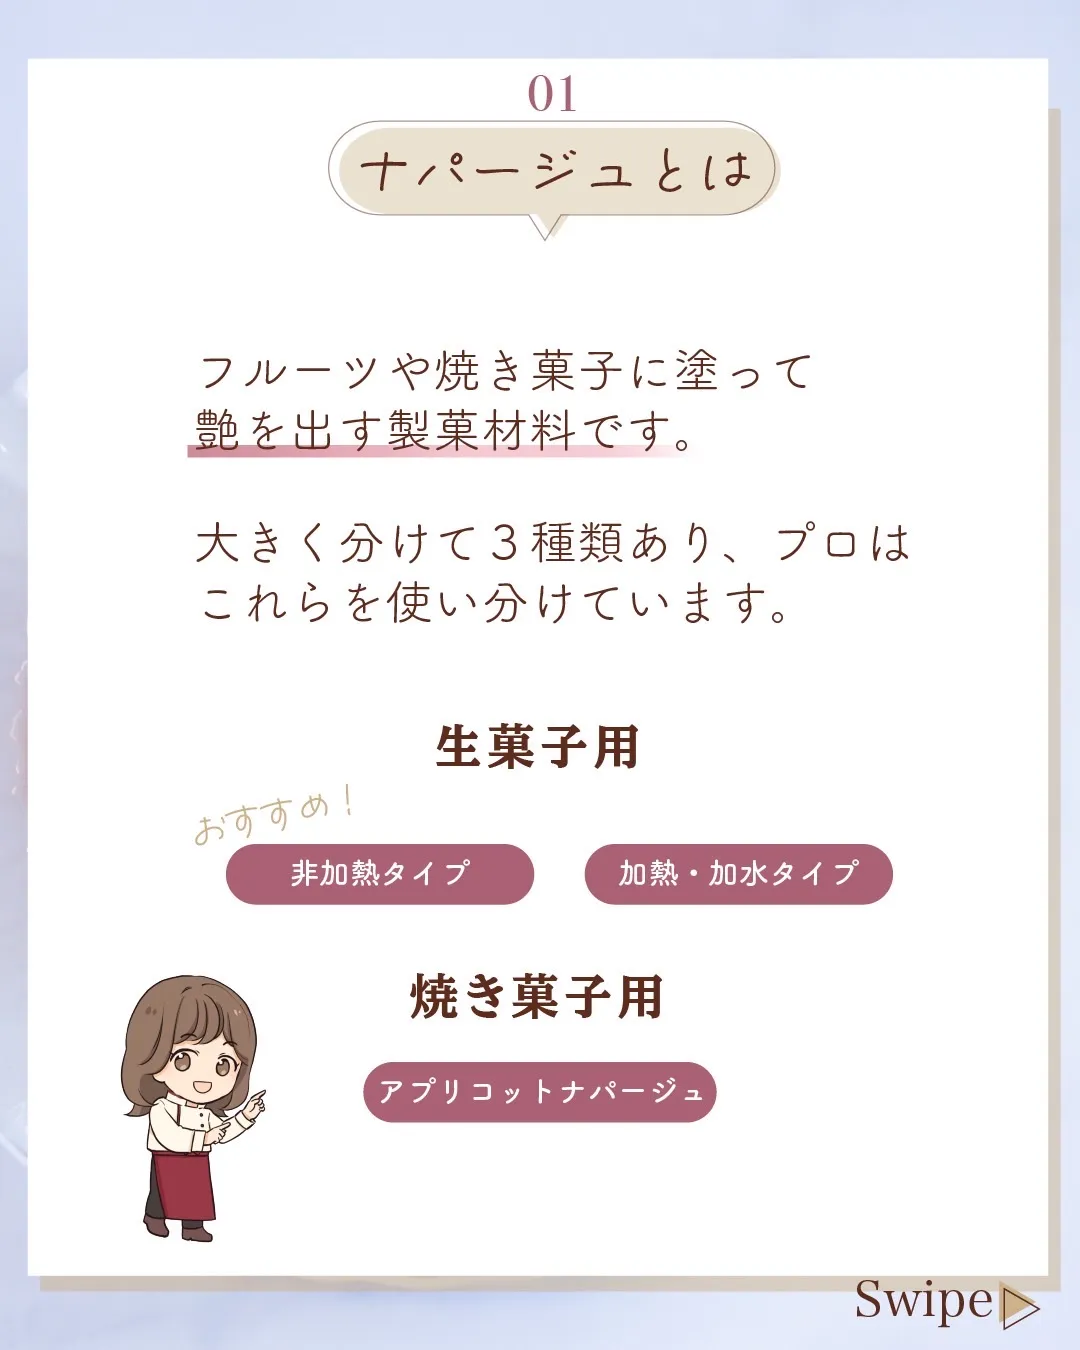 01
ナパージュとは
フルーツや焼き菓子に塗って
艶を出す製菓材料です。
大きく分けて３種類あり、プロは
これらを使い分けています。
生菓子用
おすすめ！
非加熱タイプ
加熱・加水タイプ
焼き菓子用
アプリコットナパージュ
Swipe